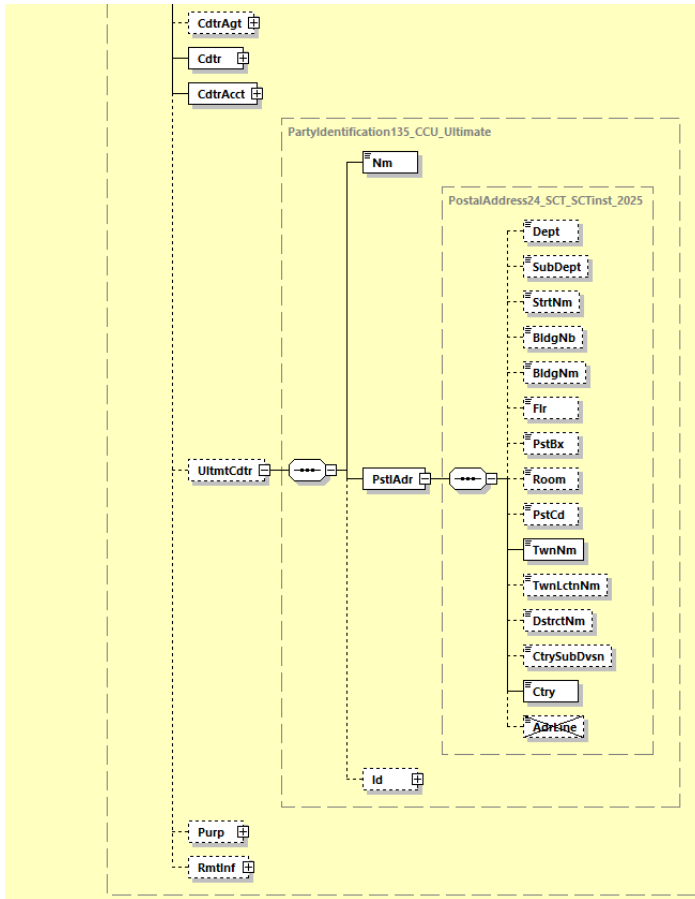 CdtrAgt
Cdtr
CdtrAcct
PartyIdentification135_CCU_Ultimate
Nm
PostalAddress24_SCT_SCTinst_2025
Dept
SubDept
StrtNm
BldgNb
BldgNm
Flr
PstBx
UltmtCdtr
PstlAdr
Room
PstCd
TwnNm
TwnLctnNm
DstrctNm
CtrySubDvsn
Ctry
AdrLine
Id
Purp
RmtInf